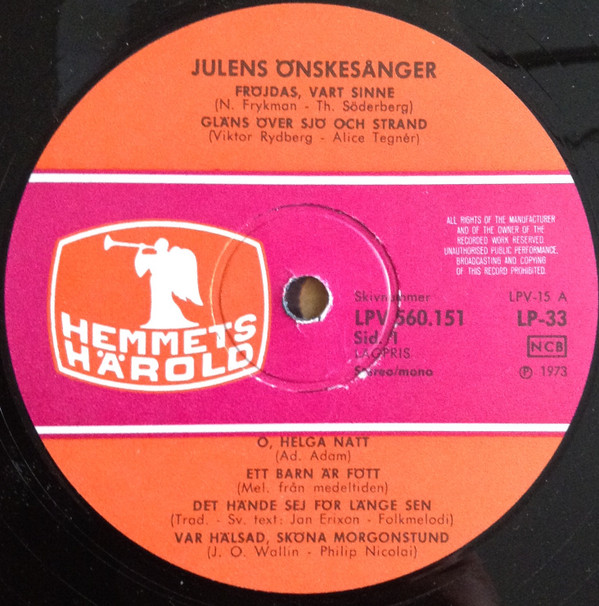 JULENS ÖNSKESÅNGER
FRÖJDAS, VART SINNE
(N. Frykman - Th. Söderberg)
GLÄNS ÖVER SJÖ OCH STRAND
(Viktor Rydberg - Alice Tegnér)
ALL RIGHTS OF THE MANUFACTURER
AND OF THE OWNER OF THE
RECORDED WORK RESERVED.
UNAUTHORISED PUBLIC PERFORMANCE,
BROADCASTING AND COPYING
OF THIS RECORD PROHIBITED.
HEMMETS
HÄROLD
Skivnummer LPV-15 A
LPV 560.151 LP-33
Sid. 1
LÅGPRIS NCB
Stereo/mono ℗ 1973
O, HELGA NATT
(Ad. Adam)
ETT BARN ÄR FÖTT
(Mel. från medeltiden)
DET HÄNDE SEJ FÖR LÄNGE SEN
(Trad. - Sv. text: Jan Erixon - Folkmelodi)
VAR HÄLSAD, SKÖNA MORGONSTUND
(J. O. Wallin - Philip Nicolai)